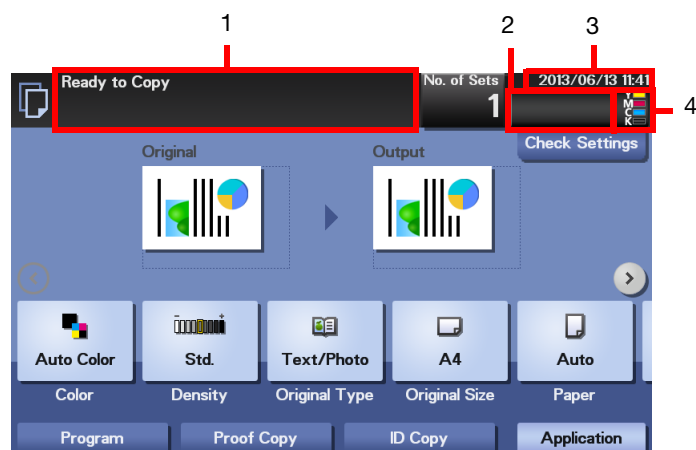 1
2
3
4
Ready to Copy
No. of Sets
1
2013/06/13 11:41
Y
M
C
K
Check Settings
Original
Output
Auto Color
Std.
Text/Photo
A4
Auto
Color
Density
Original Type
Original Size
Paper
Program
Proof Copy
ID Copy
Application